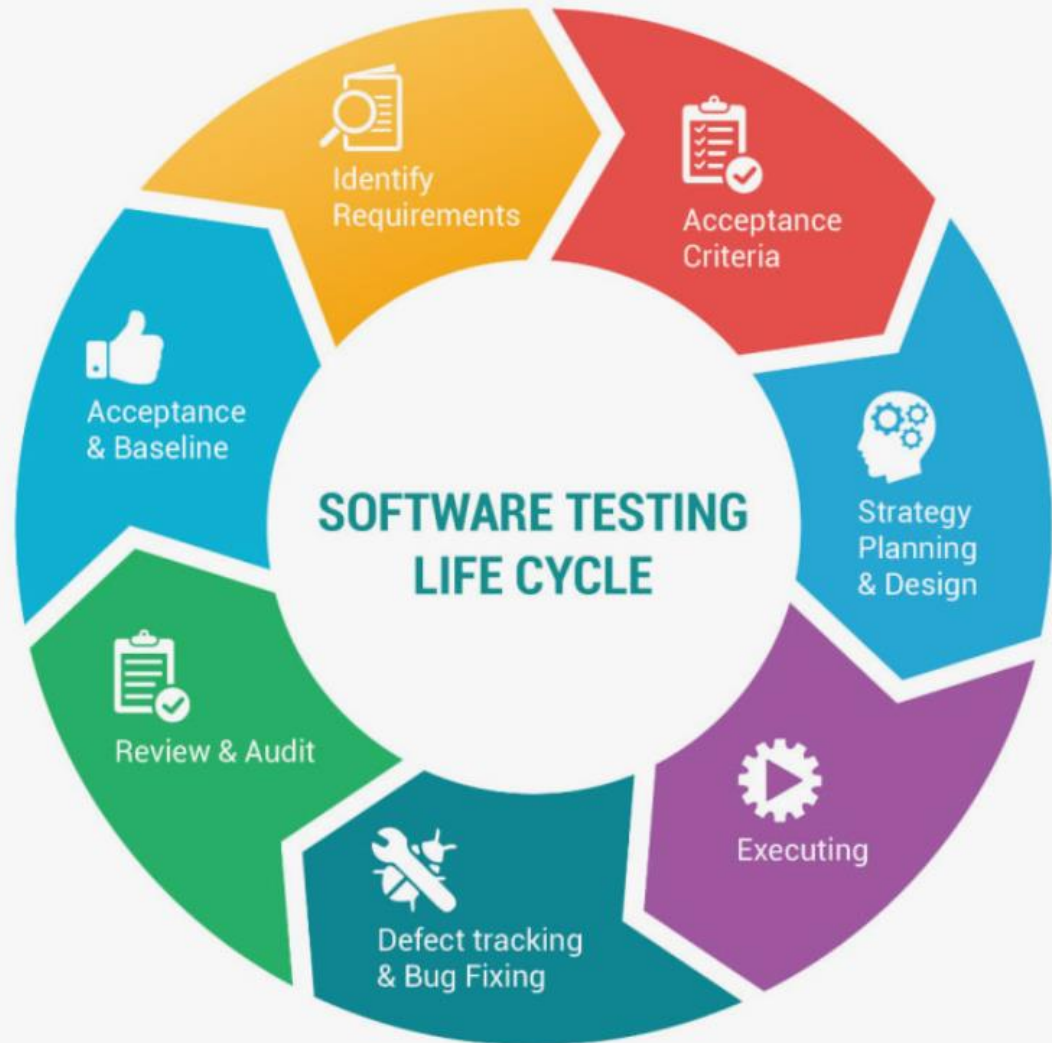 Identify
Requirements
Acceptance
Criteria
Strategy
Planning
& Design
Executing
Defect tracking
& Bug Fixing
Review & Audit
Acceptance
& Baseline
SOFTWARE TESTING
LIFE CYCLE